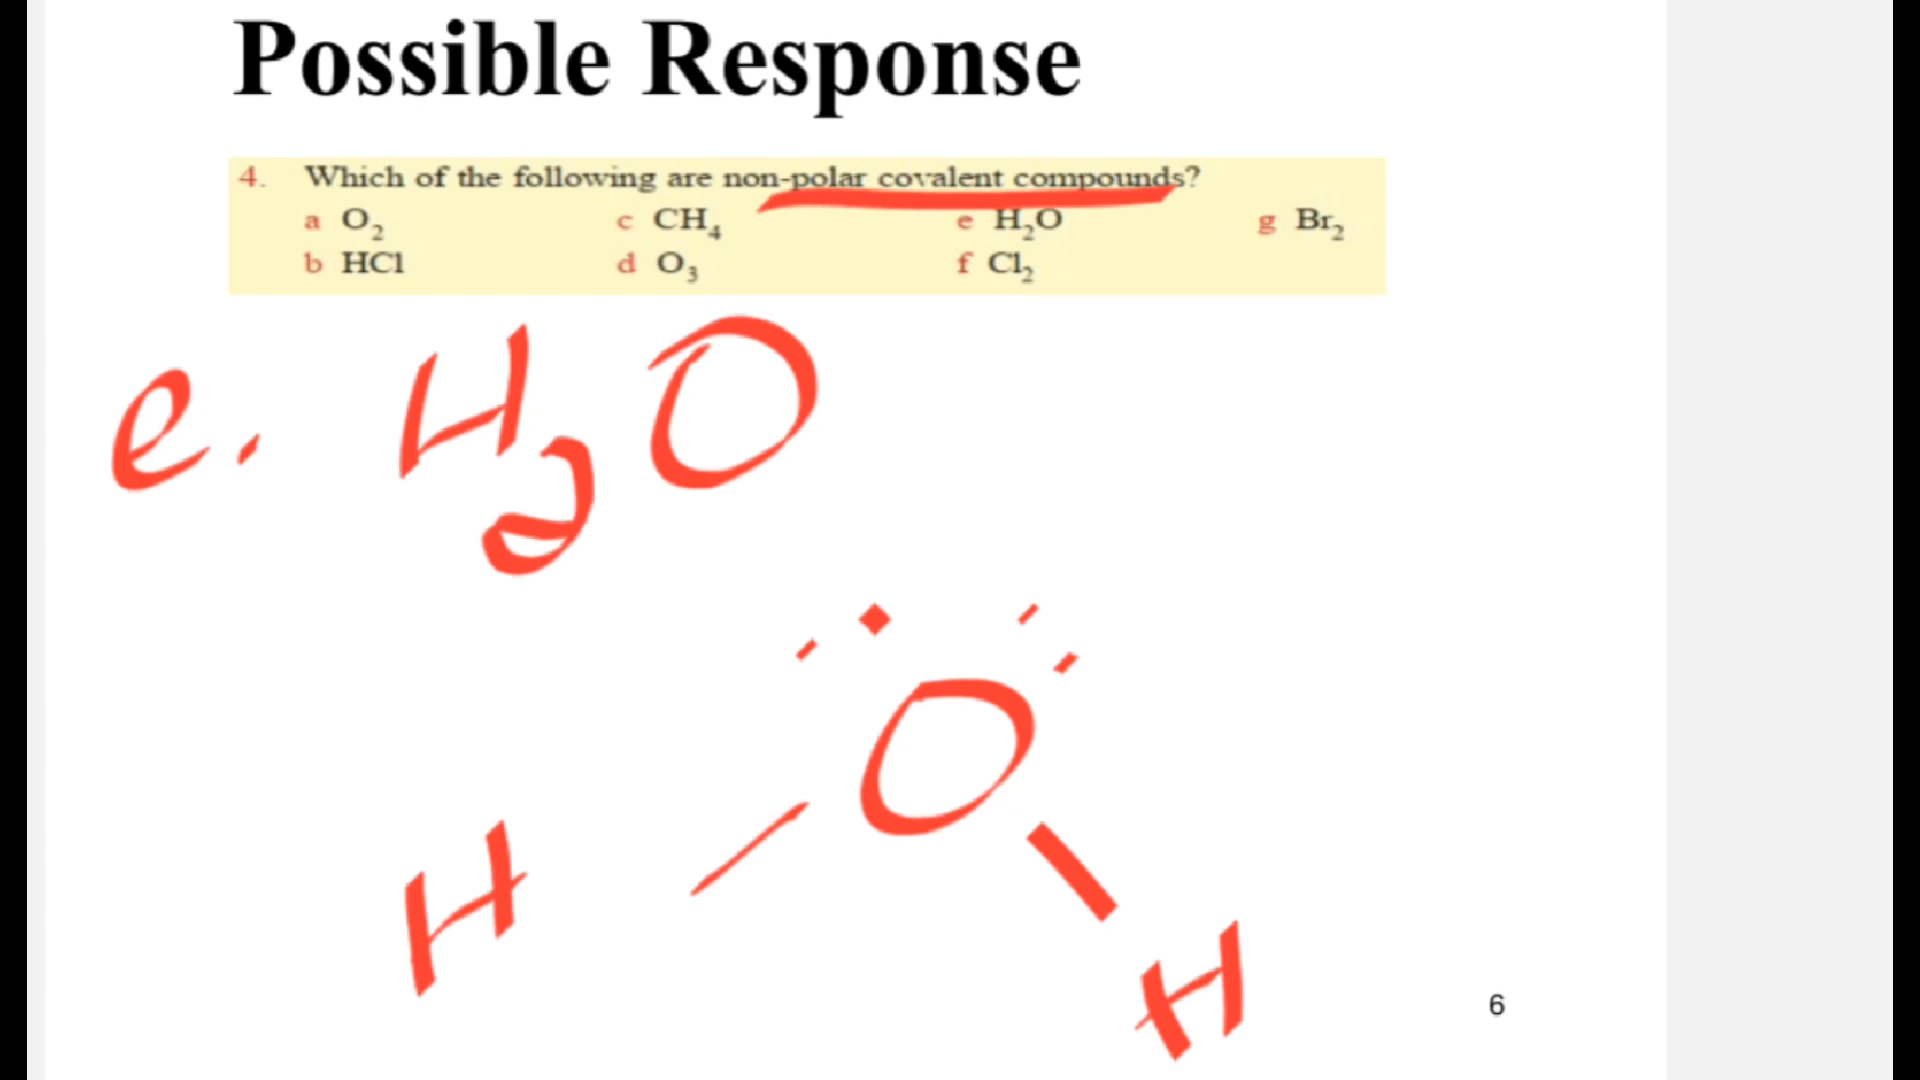 Possible Response
4. Which of the following are non-polar covalent compounds?
a O₂ c CH₄ e H₂O g Br₂
b HCl d O₃ f Cl₂
e. H₂O
O
H
H
6